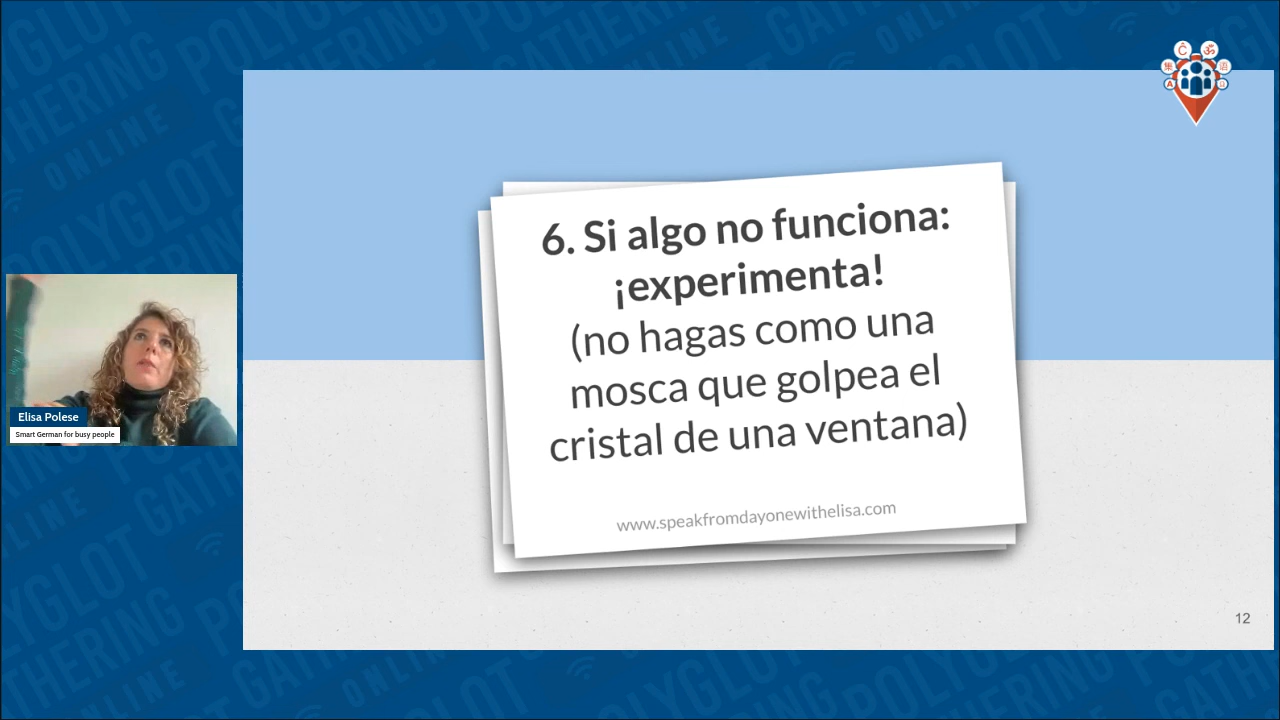 6. Si algo no funciona:
¡experimenta!
(no hagas como una
mosca que golpea el
cristal de una ventana)
www.speakfromdayonewithelisa.com
12
Elisa Polese
Smart German for busy people
POLYGLOT
GATHERING
ONLINE